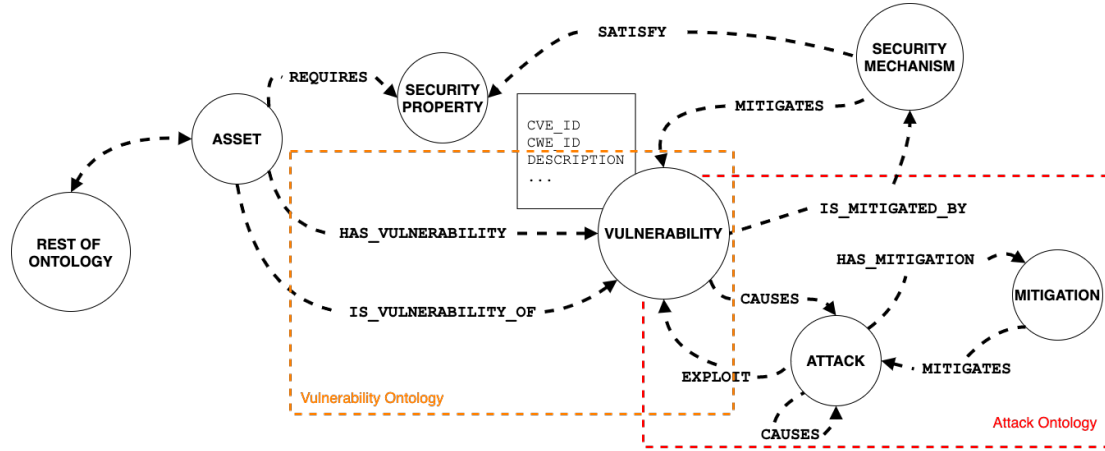 SATISFY
SECURITY
MECHANISM
REQUIRES
SECURITY
PROPERTY
MITIGATES
ASSET
CVE_ID
CWE_ID
DESCRIPTION
...
IS_MITIGATED_BY
REST OF
ONTOLOGY
HAS_VULNERABILITY
VULNERABILITY
HAS_MITIGATION
IS_VULNERABILITY_OF
CAUSES
MITIGATION
EXPLOIT
ATTACK
MITIGATES
Vulnerability Ontology
CAUSES
Attack Ontology